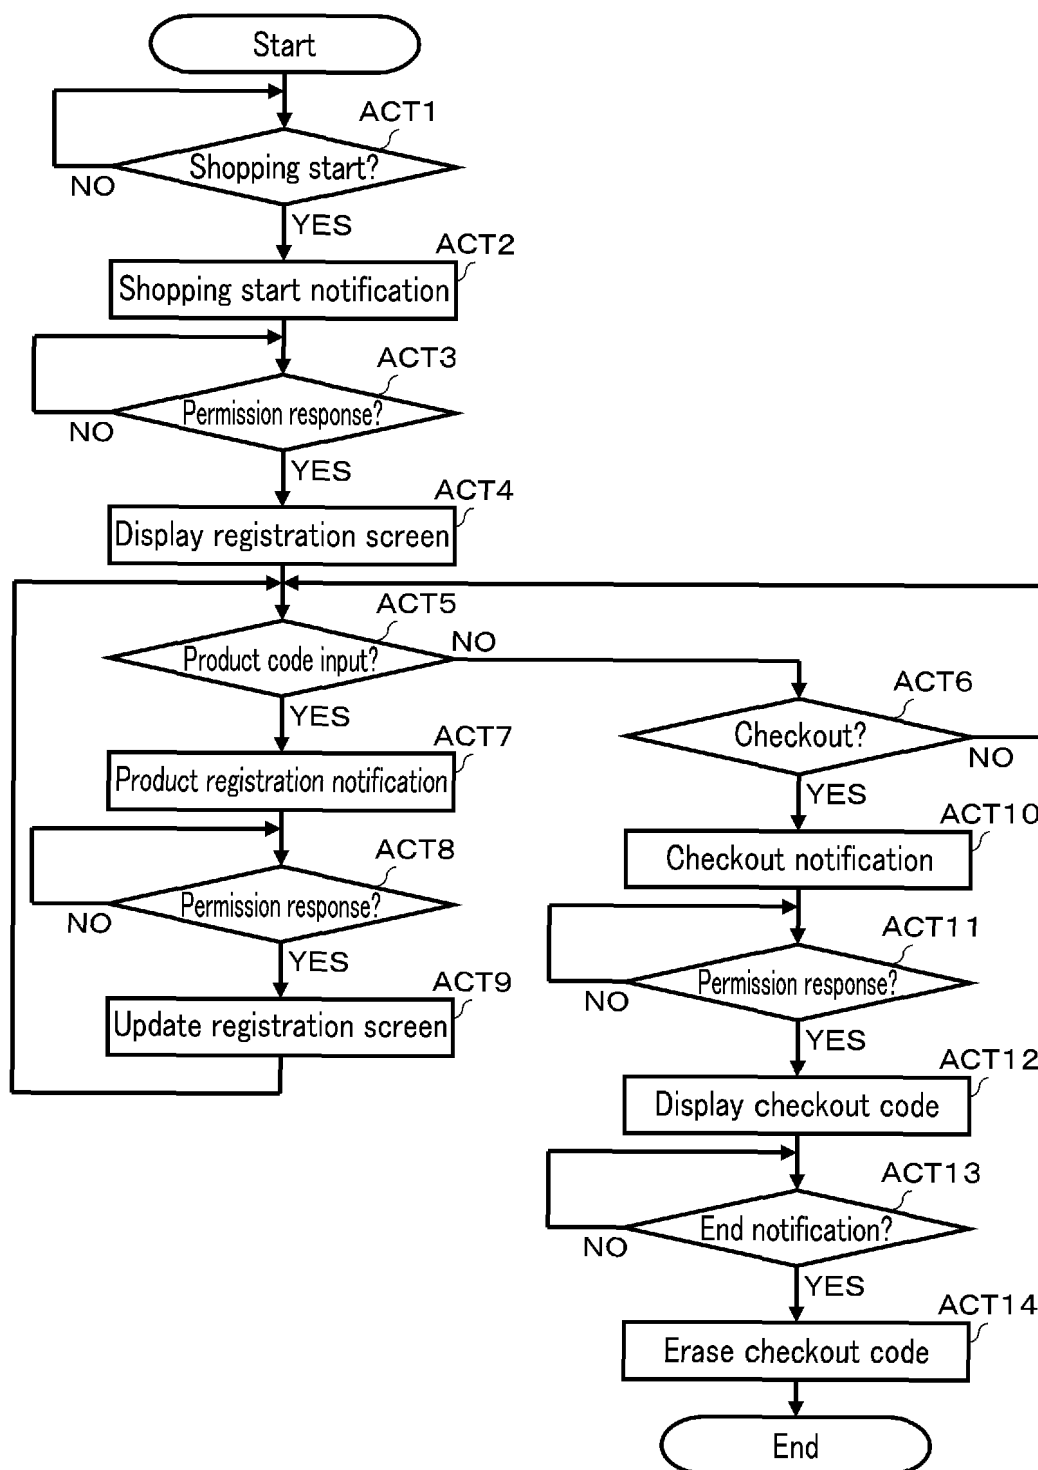 Start
ACT1
Shopping start?
NO
YES
ACT2
Shopping start notification
ACT3
Permission response?
NO
YES
ACT4
Display registration screen
ACT5
Product code input?
NO
YES
ACT6
Checkout?
NO
YES
ACT7
Product registration notification
ACT8
Permission response?
NO
YES
ACT9
Update registration screen
ACT10
Checkout notification
ACT11
Permission response?
NO
YES
ACT12
Display checkout code
ACT13
End notification?
NO
YES
ACT14
Erase checkout code
End